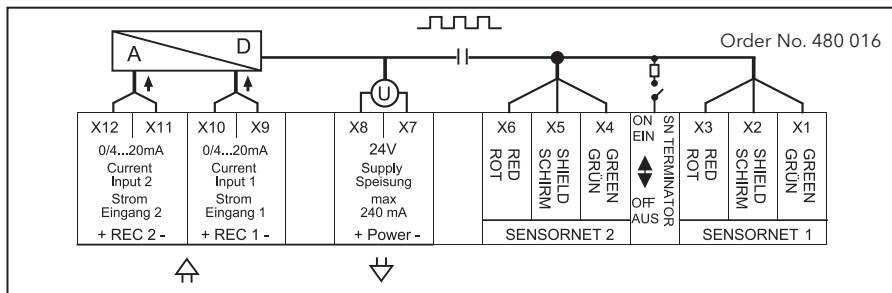 Order No. 480 016
A D
U
X12 X11 X10 X9 X8 X7 X6 X5 X4 X3 X2 X1
0/4...20mA
Current
Input 2
Strom
Eingang 2
+ REC 2 -
0/4...20mA
Current
Input 1
Strom
Eingang 1
+ REC 1 -
24V
Supply
Speisung
max
240 mA
+ Power -
RED
ROT
SHIELD
SCHIRM
GREEN
GRÜN
SENSORNET 2
ON
EIN
OFF
AUS
SN TERMINATOR
RED
ROT
SHIELD
SCHIRM
GREEN
GRÜN
SENSORNET 1